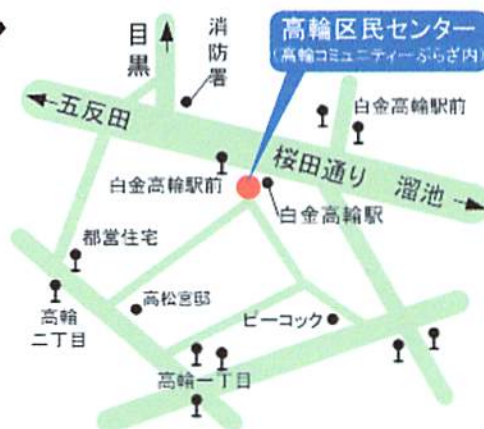 高輪区民センター
(高輪コミュニティーぷらざ内)
目黒
消防署
白金高輪駅前
五反田
桜田通り
溜池
白金高輪駅前
白金高輪駅
都営住宅
高輪
二丁目
高松宮邸
ピーコック
高輪一丁目